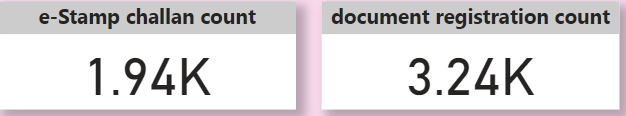 e-Stamp challan count
1.94K
document registration count
3.24K